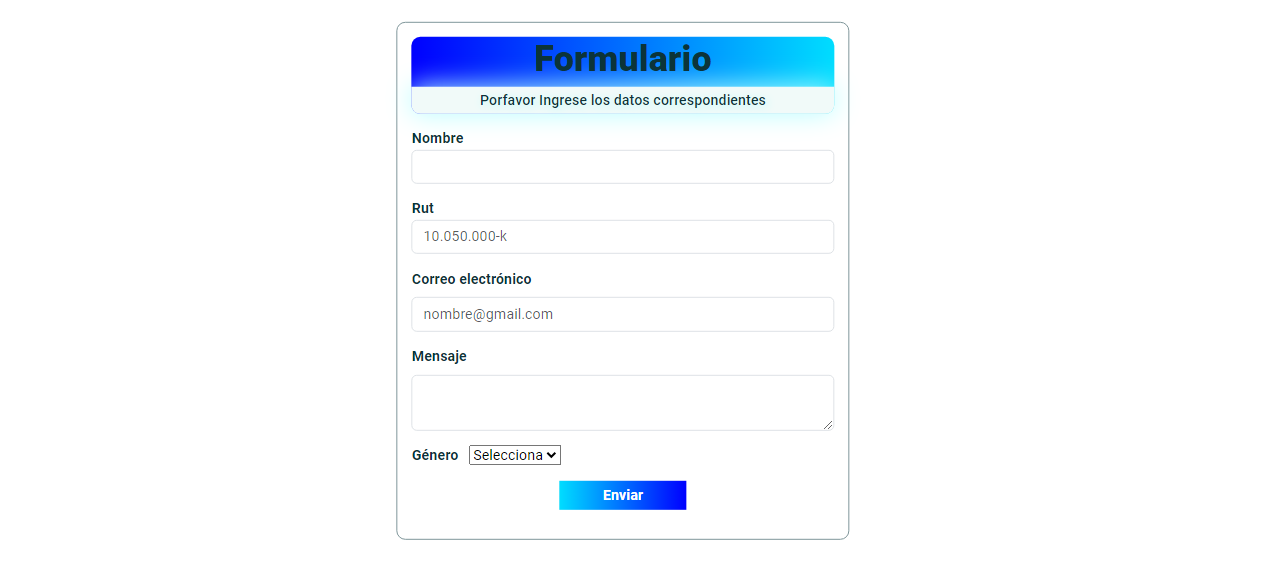 Formulario
Porfavor Ingrese los datos correspondientes
Nombre
Rut
10.050.000-k
Correo electrónico
nombre@gmail.com
Mensaje
Género Selecciona
Enviar